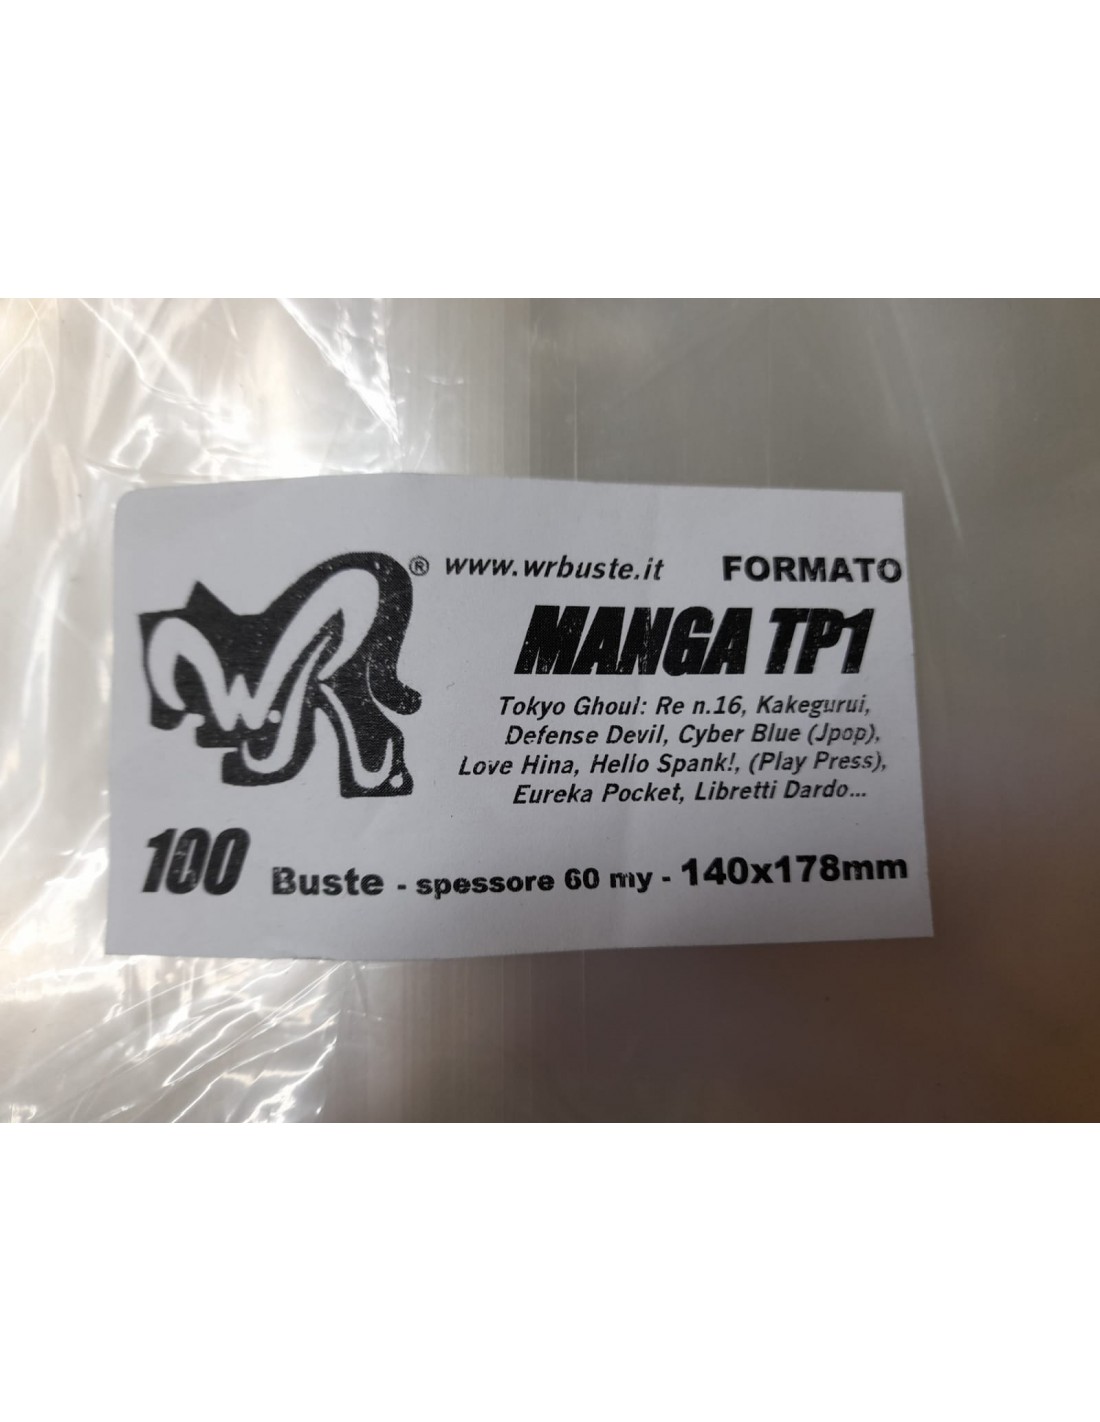 W.R.® www.wrbuste.it FORMATO
MANGA TP1
Tokyo Ghoul: Re n.16, Kakegurui,
Defense Devil, Cyber Blue (Jpop),
Love Hina, Hello Spank!, (Play Press),
Eureka Pocket, Libretti Dardo...
100 Buste - spessore 60 my - 140x178mm